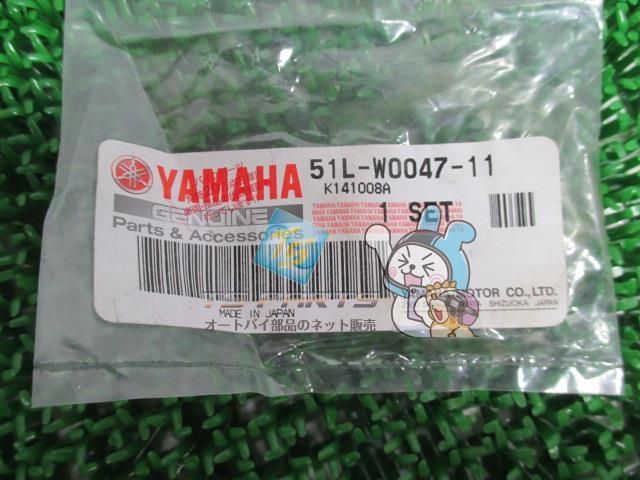 YAMAHA 51L-W0047-11
K141008A
GENUINE
Parts & Accessories
1 SET
MOTOR CO., LTD.
SHIZUOKA JAPAN
MADE IN JAPAN
オートバイ部品のネット販売